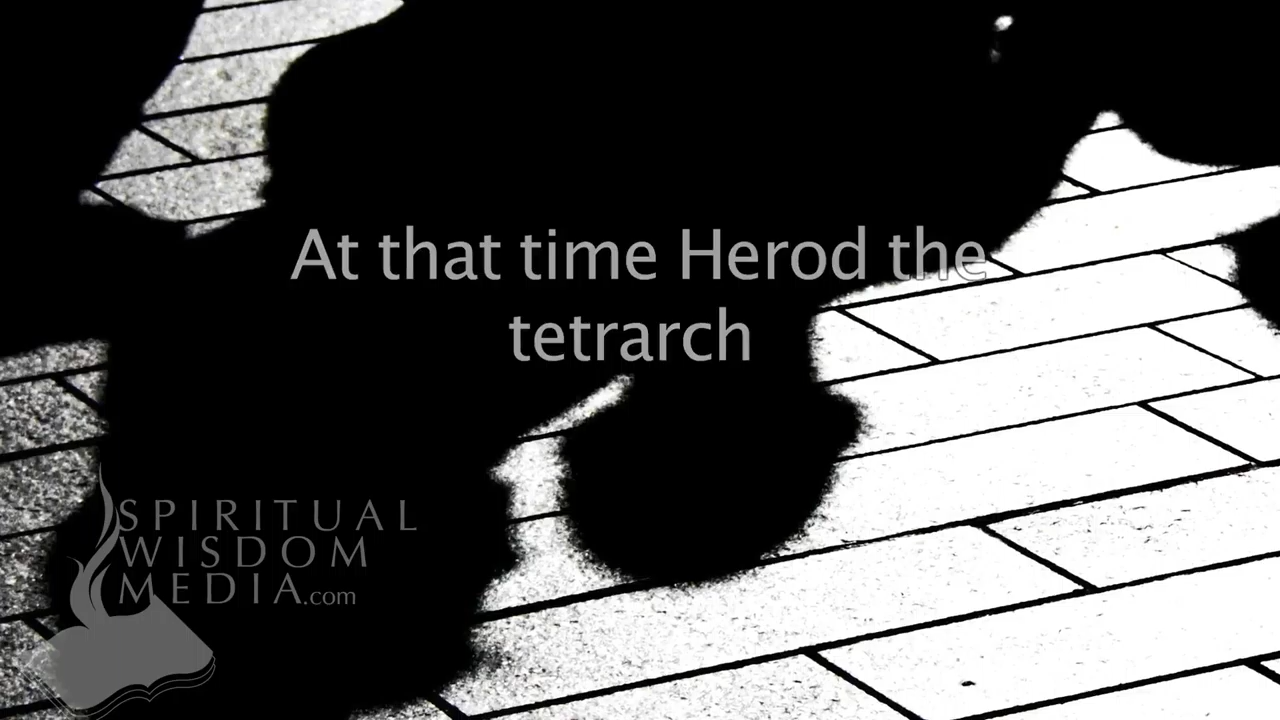 At that time Herod the
tetrarch
SPIRITUAL
WISDOM
MEDIA.com